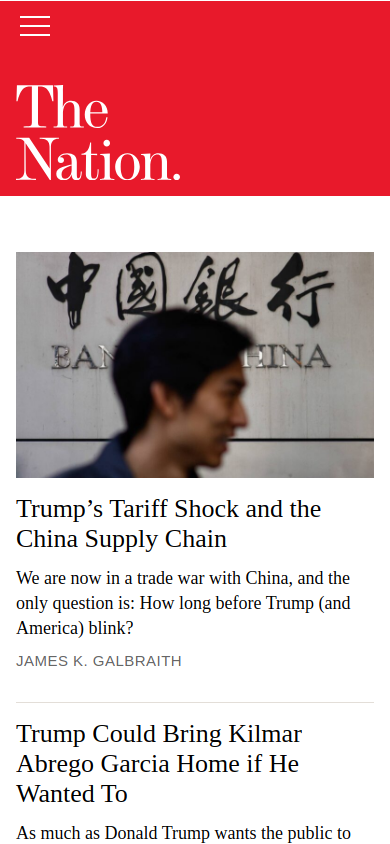 The
Nation.
中國銀行
BAN HINA
Trump’s Tariff Shock and the
China Supply Chain
We are now in a trade war with China, and the
only question is: How long before Trump (and
America) blink?
JAMES K. GALBRAITH
Trump Could Bring Kilmar
Abrego Garcia Home if He
Wanted To
As much as Donald Trump wants the public to